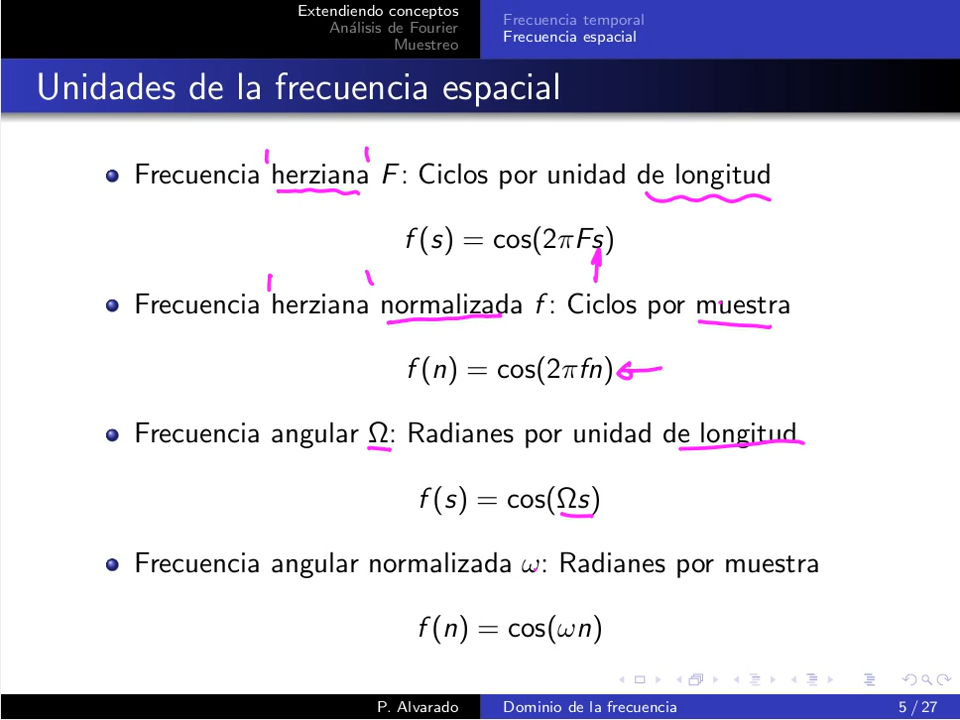 Extendiendo conceptos
Análisis de Fourier
Muestreo
Frecuencia temporal
Frecuencia espacial
Unidades de la frecuencia espacial
Frecuencia 'herziana' F: Ciclos por unidad de longitud
f(s) = cos(2πFs)
Frecuencia 'herziana' normalizada f: Ciclos por muestra
f(n) = cos(2πfn)
Frecuencia angular Ω: Radianes por unidad de longitud
f(s) = cos(Ωs)
Frecuencia angular normalizada ω: Radianes por muestra
f(n) = cos(ωn)
P. Alvarado
Dominio de la frecuencia
5 / 27